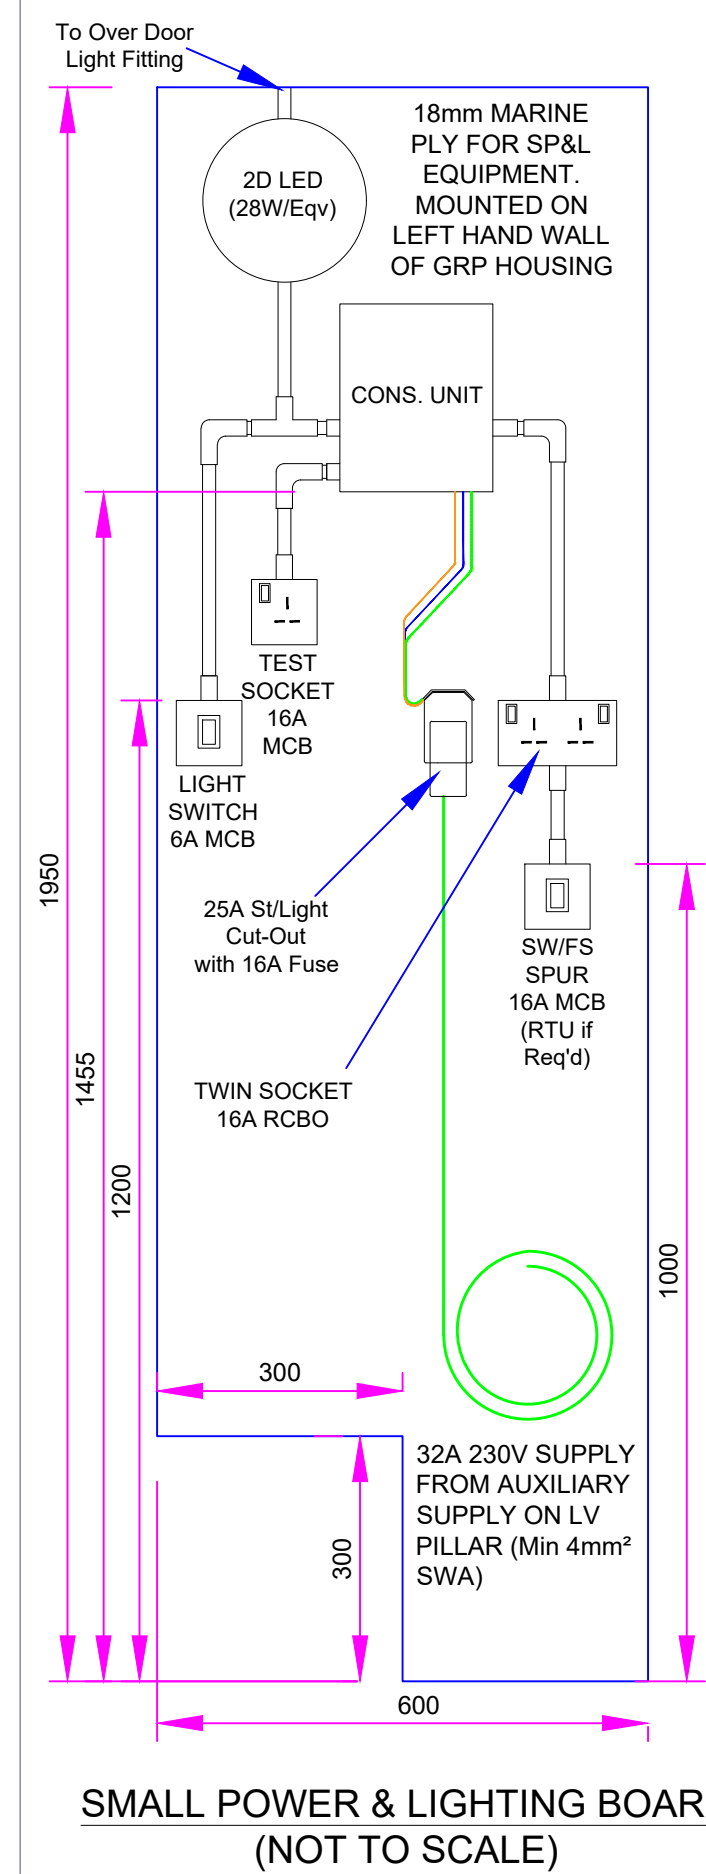 To Over Door
Light Fitting
18mm MARINE
PLY FOR SP&L
EQUIPMENT.
MOUNTED ON
LEFT HAND WALL
OF GRP HOUSING
2D LED
(28W/Eqv)
CONS. UNIT
TEST
SOCKET
16A
MCB
LIGHT
SWITCH
6A MCB
25A St/Light
Cut-Out
with 16A Fuse
SW/FS
SPUR
16A MCB
(RTU if
Req'd)
TWIN SOCKET
16A RCBO
1950
1455
1200
1000
300
300
32A 230V SUPPLY
FROM AUXILIARY
SUPPLY ON LV
PILLAR (Min 4mm²
SWA)
600
SMALL POWER & LIGHTING BOAR
(NOT TO SCALE)